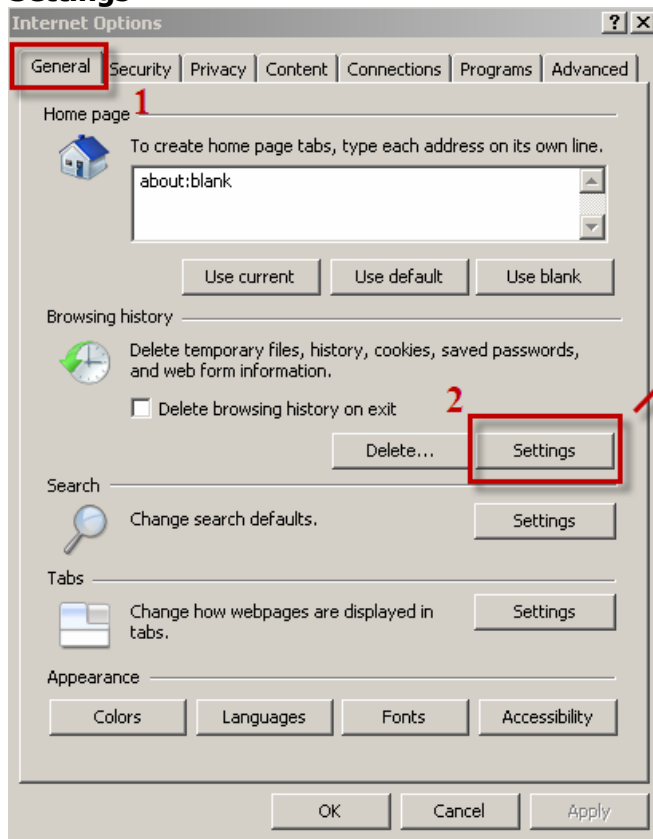 Settings
Internet Options
General Security Privacy Content Connections Programs Advanced
1
Home page
To create home page tabs, type each address on its own line.
about:blank
Use current Use default Use blank
Browsing history
Delete temporary files, history, cookies, saved passwords,
and web form information.
Delete browsing history on exit
2
Delete... Settings
Search
Change search defaults. Settings
Tabs
Change how webpages are displayed in
tabs.
Settings
Appearance
Colors Languages Fonts Accessibility
OK Cancel Apply